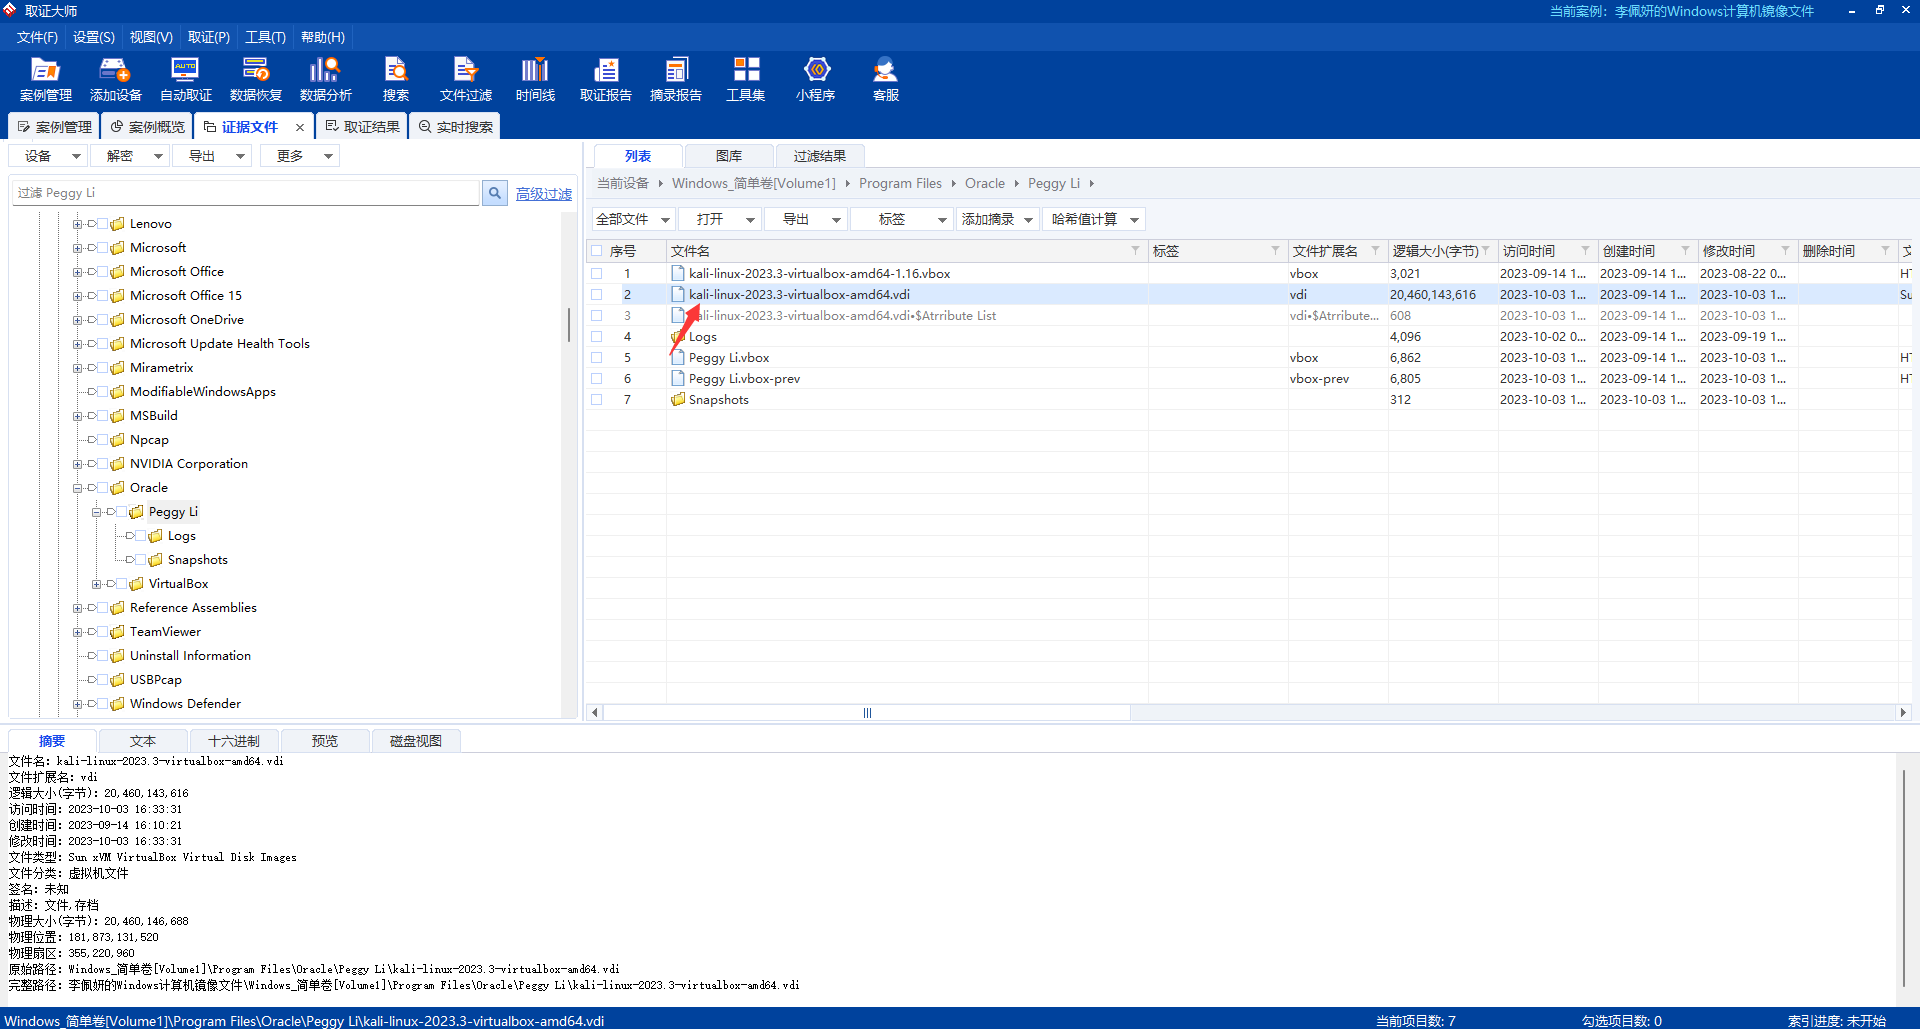 取证大师
当前案例: 李佩妍的Windows计算机镜像文件
文件(F) 设置(S) 视图(V) 取证(P) 工具(T) 帮助(H)
案例管理 添加设备 自动取证 数据恢复 数据分析 搜索 文件过滤 时间线 取证报告 摘录报告 工具集 小程序 客服
案例管理 案例概览 证据文件 × 取证结果 实时搜索
设备 解密 导出 更多
过滤 Peggy Li 高级过滤
Lenovo
Microsoft
Microsoft Office
Microsoft Office 15
Microsoft OneDrive
Microsoft Update Health Tools
Mirametrix
ModifiableWindowsApps
MSBuild
Npcap
NVIDIA Corporation
Oracle
Peggy Li
Logs
Snapshots
VirtualBox
Reference Assemblies
TeamViewer
Uninstall Information
USBPcap
Windows Defender
列表 图库 过滤结果
当前设备 Windows_简单卷[Volume1] Program Files Oracle Peggy Li
全部文件 打开 导出 标签 添加摘录 哈希值计算
序号 文件名 标签 文件扩展名 逻辑大小(字节) 访问时间 创建时间 修改时间 删除时间 文
1 kali-linux-2023.3-virtualbox-amd64-1.16.vbox vbox 3,021 2023-09-14 1... 2023-09-14 1... 2023-08-22 0...
2 kali-linux-2023.3-virtualbox-amd64.vdi vdi 20,460,143,616 2023-10-03 1... 2023-09-14 1... 2023-10-03 1... Su
3 ali-linux-2023.3-virtualbox-amd64.vdi•$Atrribute List vdi•$Atrribute... 608 2023-10-03 1... 2023-09-14 1... 2023-10-03 1...
4 Logs 4,096 2023-10-02 0... 2023-09-14 1... 2023-09-19 1...
5 Peggy Li.vbox vbox 6,862 2023-10-03 1... 2023-09-14 1... 2023-10-03 1...
6 Peggy Li.vbox-prev vbox-prev 6,805 2023-10-03 1... 2023-09-14 1... 2023-10-03 1...
7 Snapshots 312 2023-10-03 1... 2023-10-03 1... 2023-10-03 1...
摘要 文本 十六进制 预览 磁盘视图
文件名: kali-linux-2023.3-virtualbox-amd64.vdi
文件扩展名: vdi
逻辑大小(字节): 20,460,143,616
访问时间: 2023-10-03 16:33:31
创建时间: 2023-09-14 16:10:21
修改时间: 2023-10-03 16:33:31
文件类型: Sun xVM VirtualBox Virtual Disk Images
文件分类: 虚拟机文件
签名: 未知
描述: 文件,存档
物理大小(字节): 20,460,146,688
物理位置: 181,873,131,520
物理扇区: 355,220,960
原始路径: Windows_简单卷[Volume1]\Program Files\Oracle\Peggy Li\kali-linux-2023.3-virtualbox-amd64.vdi
完整路径: 李佩妍的Windows计算机镜像文件\Windows_简单卷[Volume1]\Program Files\Oracle\Peggy Li\kali-linux-2023.3-virtualbox-amd64.vdi
Windows_简单卷[Volume1]\Program Files\Oracle\Peggy Li\kali-linux-2023.3-virtualbox-amd64.vdi 当前项目数: 7 勾选项目数: 0 索引进度: 未开始